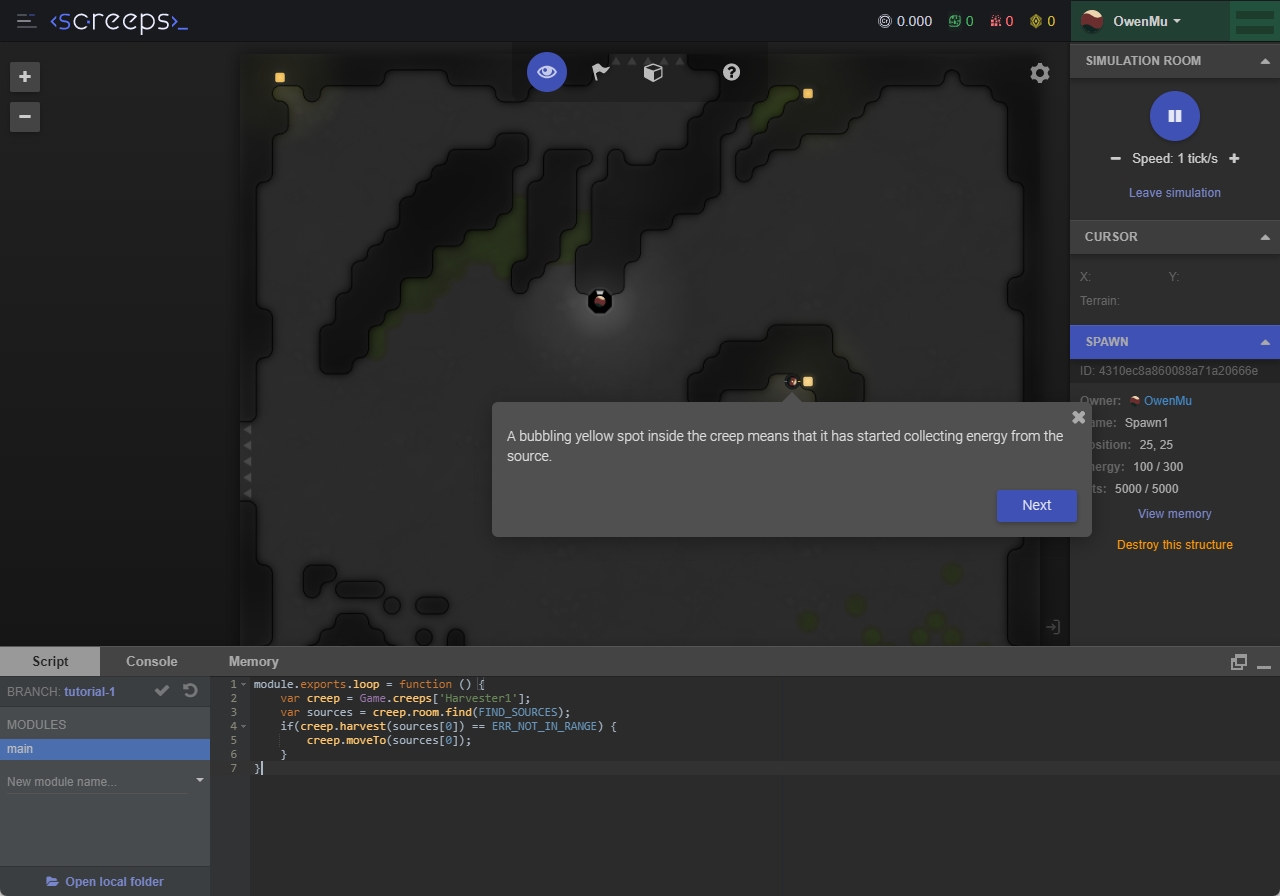 <screeps>_
0.000
0
0
0
OwenMu
SIMULATION ROOM
Speed: 1 tick/s
Leave simulation
CURSOR
X:
Y:
Terrain:
SPAWN
ID: 4310ec8a860088a71a20666e
Owner: OwenMu
Spawn1
25, 25
100 / 300
5000 / 5000
View memory
Destroy this structure
A bubbling yellow spot inside the creep means that it has started collecting energy from the
source.
Next
Script
Console
Memory
BRANCH: tutorial-1
MODULES
main
New module name...
Open local folder
1 module.exports.loop = function () {
2 var creep = Game.creeps['Harvester1'];
3 var sources = creep.room.find(FIND_SOURCES);
4 if(creep.harvest(sources[0]) == ERR_NOT_IN_RANGE) {
5 creep.moveTo(sources[0]);
6 }
7 }